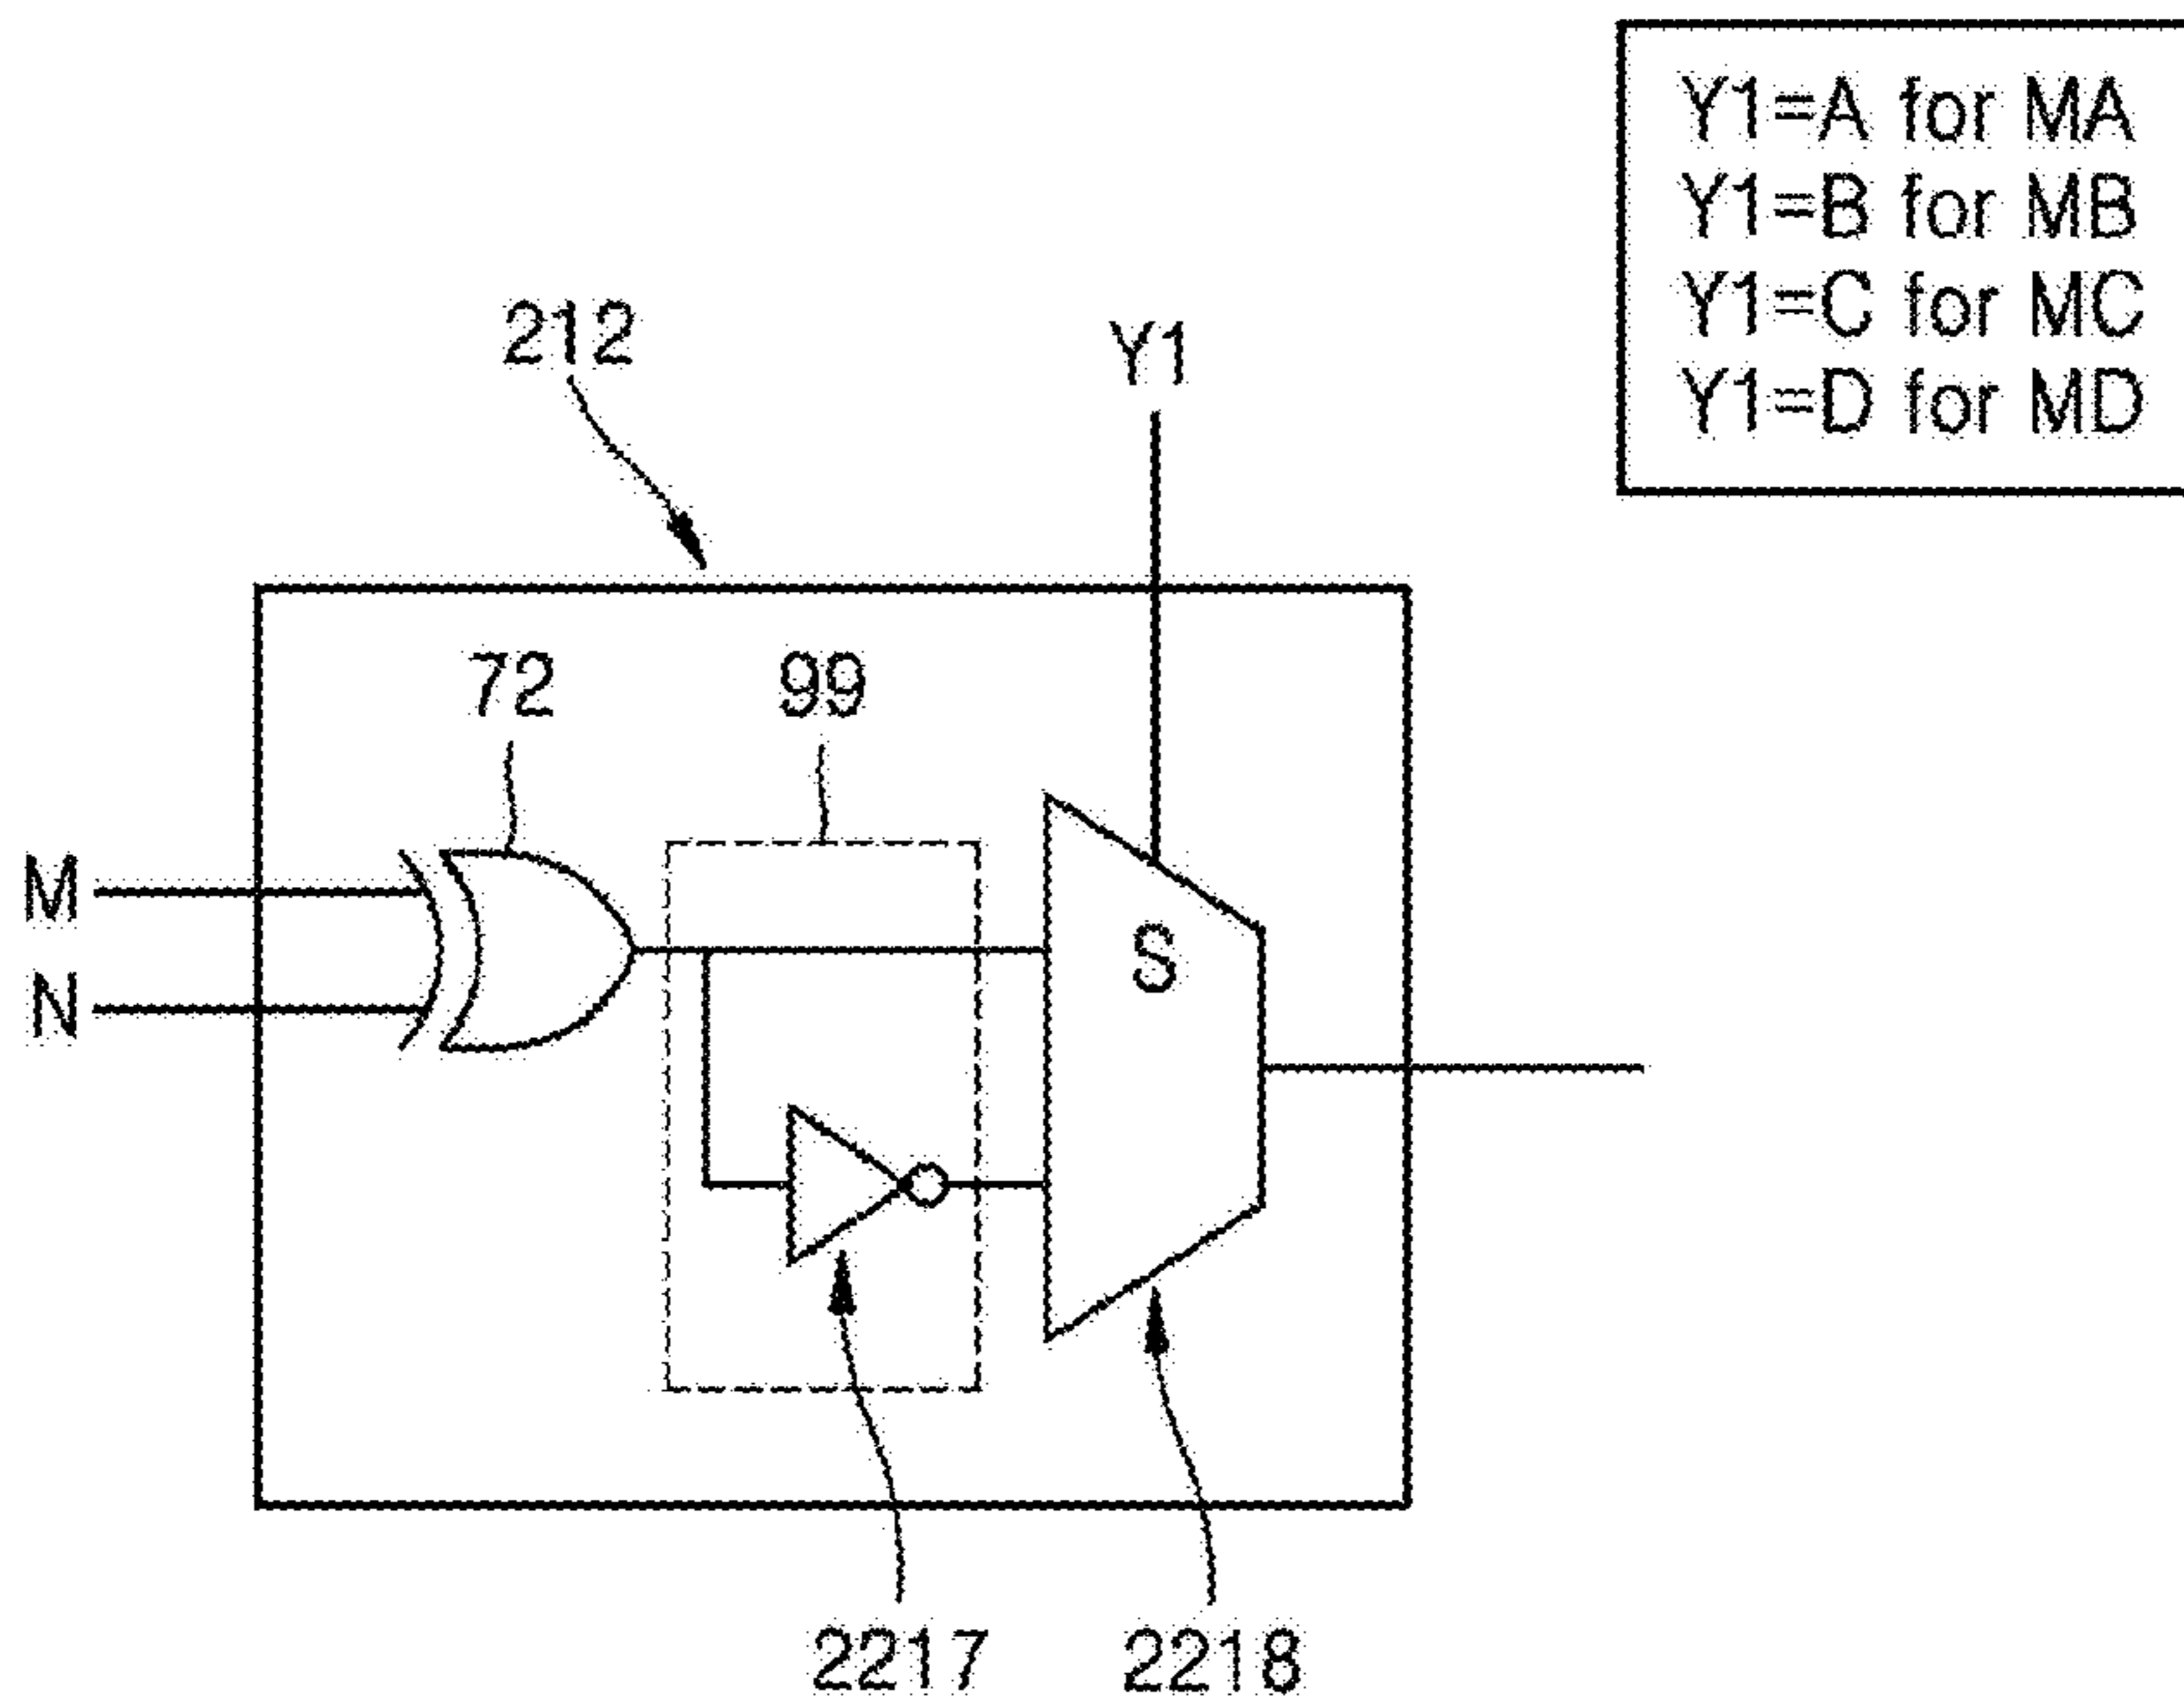 Y1=A for MA
Y1=B for MB
Y1=C for MC
Y1=D for MD
212
Y1
72
99
M
N
S
2217
2218